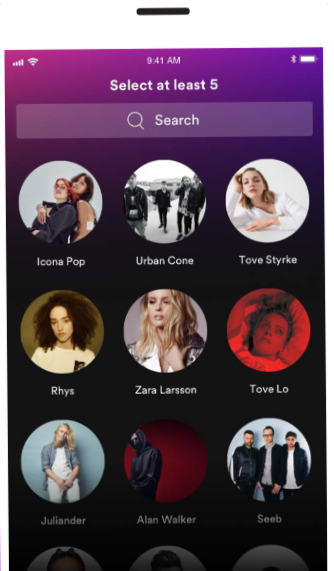 9:41 AM
Select at least 5
Search
Icona Pop
Urban Cone
Tove Styrke
Rhys
Zara Larsson
Tove Lo
Juliander
Alan Walker
Seeb